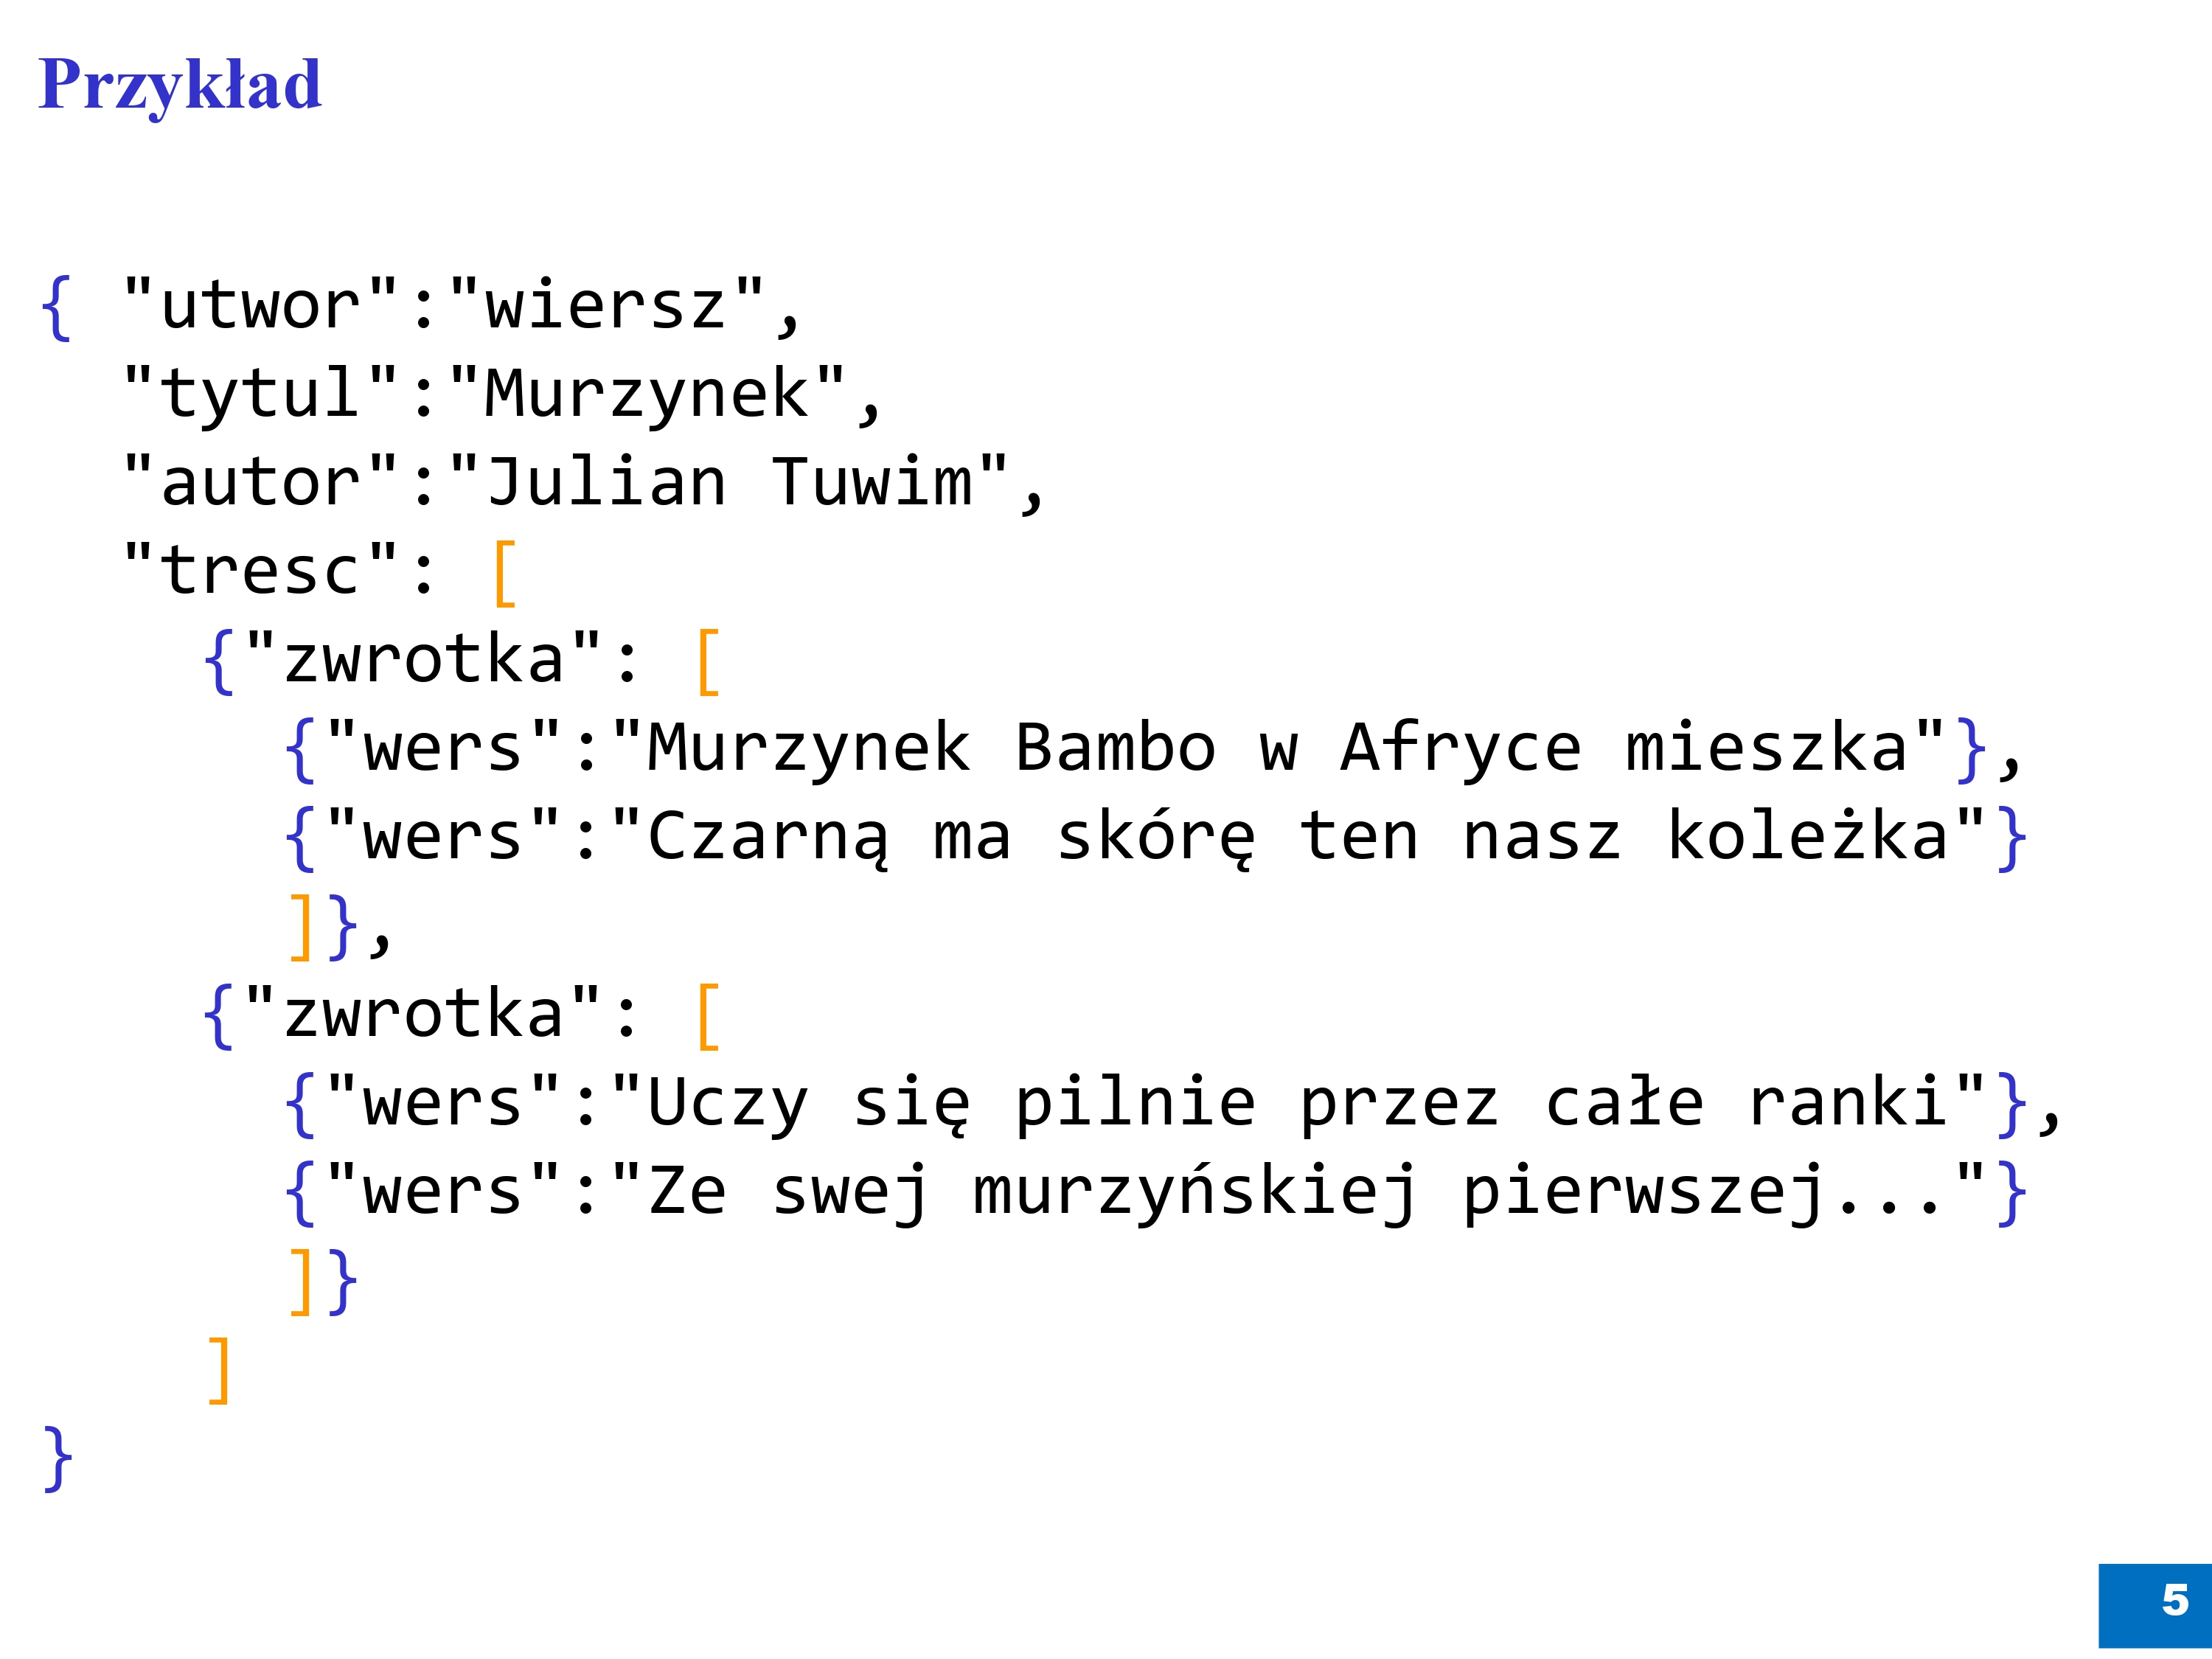 Przykład
{ "utwor":"wiersz",
"tytul":"Murzynek",
"autor":"Julian Tuwim",
"tresc": [
{"zwrotka": [
{"wers":"Murzynek Bambo w Afryce mieszka"},
{"wers":"Czarną ma skórę ten nasz koleżka"}
]},
{"zwrotka": [
{"wers":"Uczy się pilnie przez całe ranki"},
{"wers":"Ze swej murzyńskiej pierwszej..."}
]}
]
}
5